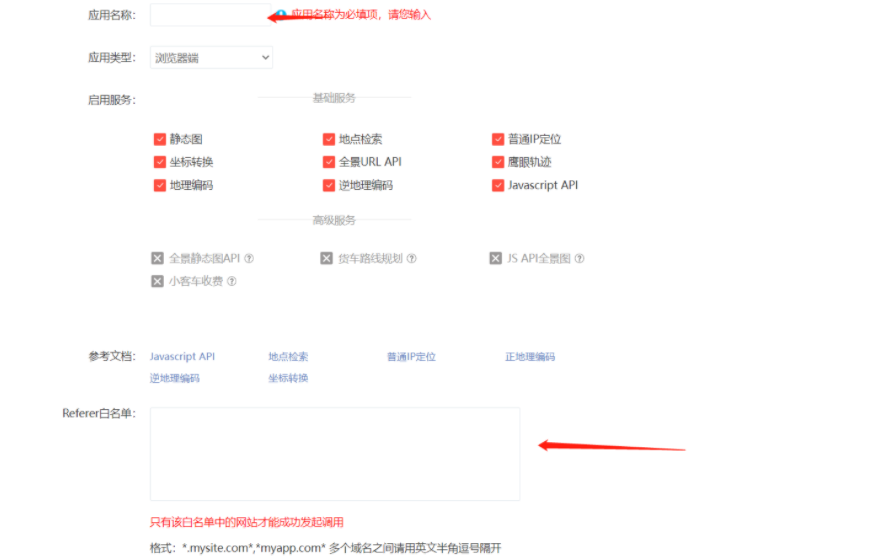 应用名称： 应用名称为必填项，请您输入
应用类型： 浏览器端
启用服务： 基础服务
静态图 地点检索 普通IP定位
坐标转换 全景URL API 鹰眼轨迹
地理编码 逆地理编码 Javascript API
高级服务
全景静态图API 货车路线规划 JS API全景图
小客车收费
参考文档： Javascript API 地点检索 普通IP定位 正地理编码
逆地理编码 坐标转换
Referer白名单：
只有该白名单中的网站才能成功发起调用
格式：*.mysite.com*,*myapp.com* 多个域名之间请用英文半角逗号隔开